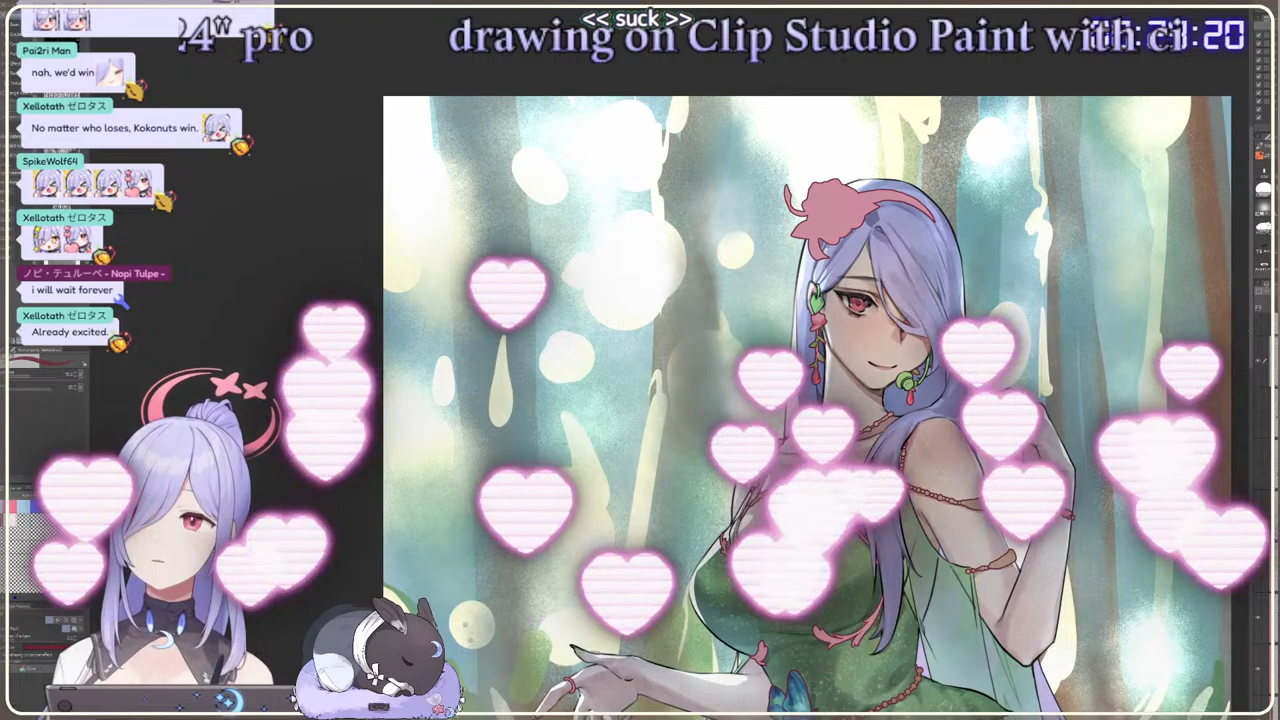 << suck >>
24" pro
drawing on Clip Studio Paint with ci
Pai2ri Man
nah, we'd win
Xellotath ゼロタス
No matter who loses, Kokonuts win.
SpikeWolf64
Xellotath ゼロタス
ノピ・テュルーペ - Nopi Tulpe -
i will wait forever
Xellotath ゼロタス
Already excited.